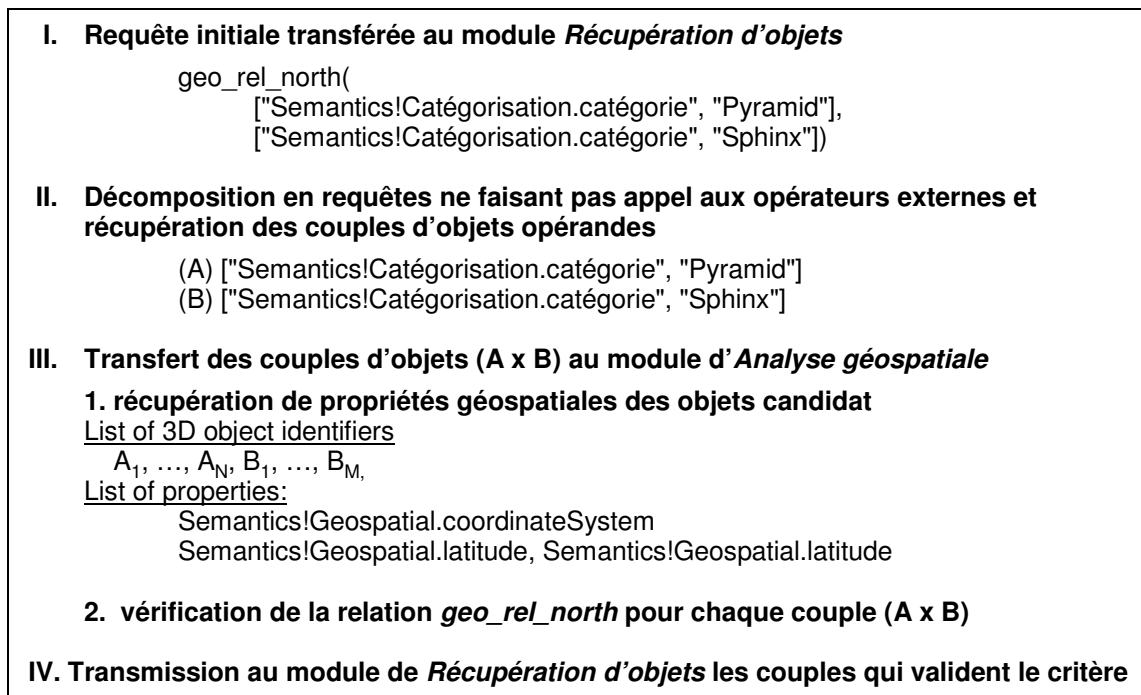 I. Requête initiale transférée au module Récupération d'objets
geo_rel_north(
["Semantics!Catégorisation.catégorie", "Pyramid"],
["Semantics!Catégorisation.catégorie", "Sphinx"])
II. Décomposition en requêtes ne faisant pas appel aux opérateurs externes et
récupération des couples d'objets opérandes
(A) ["Semantics!Catégorisation.catégorie", "Pyramid"]
(B) ["Semantics!Catégorisation.catégorie", "Sphinx"]
III. Transfert des couples d'objets (A x B) au module d'Analyse géospatiale
1. récupération de propriétés géospatiales des objets candidat
List of 3D object identifiers
A1, …, AN, B1, …, BM,
List of properties:
Semantics!Geospatial.coordinateSystem
Semantics!Geospatial.latitude, Semantics!Geospatial.latitude
2. vérification de la relation geo_rel_north pour chaque couple (A x B)
IV. Transmission au module de Récupération d'objets les couples qui valident le critère